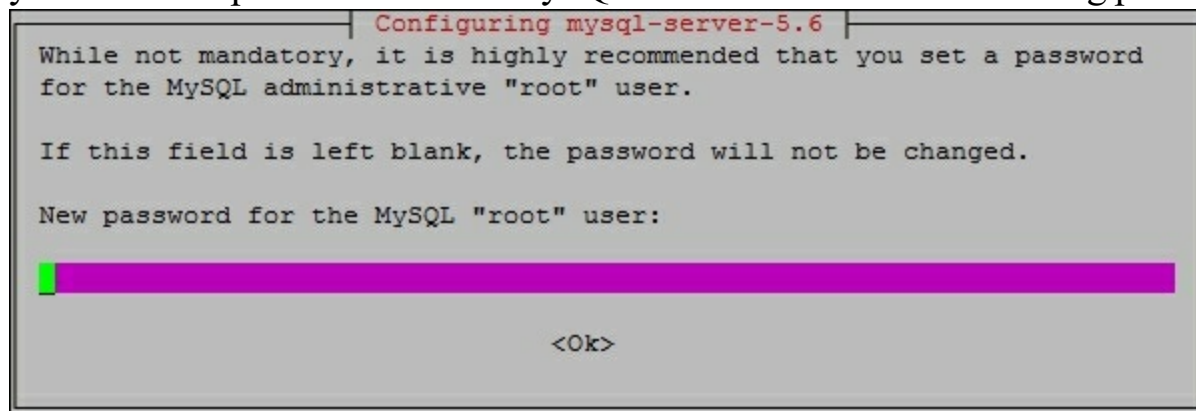 Configuring mysql-server-5.6
While not mandatory, it is highly recommended that you set a password
for the MySQL administrative "root" user.
If this field is left blank, the password will not be changed.
New password for the MySQL "root" user:
<Ok>